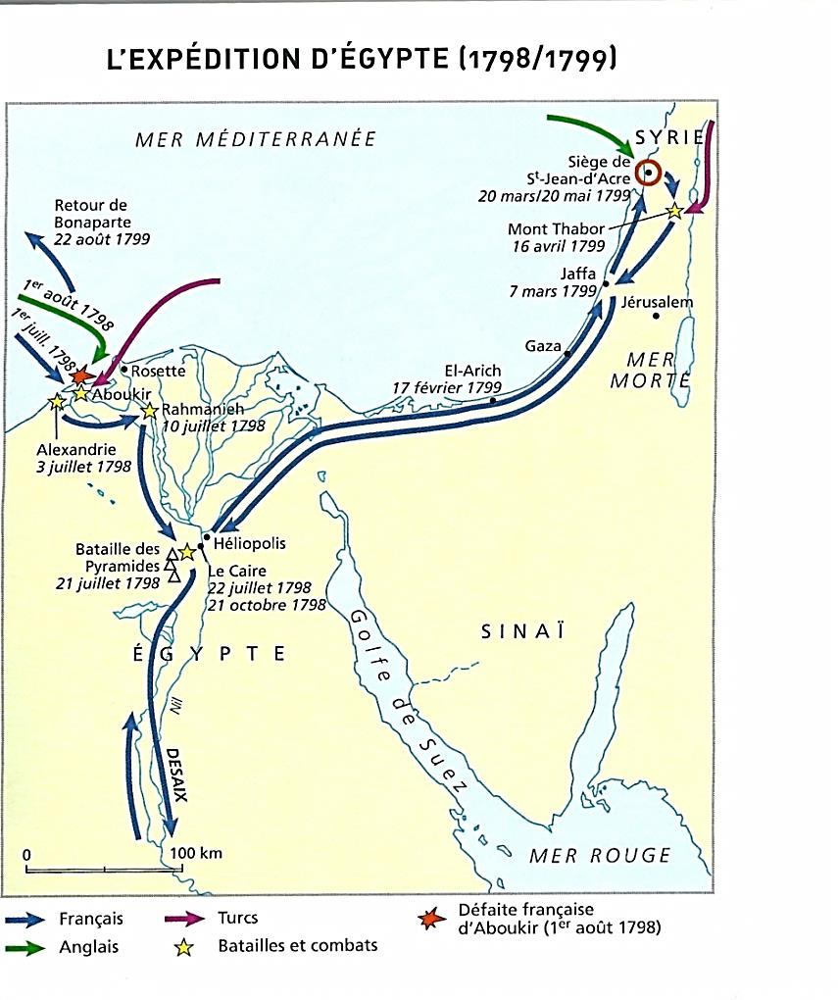 L'EXPÉDITION D'ÉGYPTE (1798/1799)
MER MÉDITERRANÉE
SYRIE
Siège de
Sᵗ-Jean-d'Acre
20 mars/20 mai 1799
Retour de
Bonaparte
22 août 1799
Mont Thabor
16 avril 1799
Jaffa
7 mars 1799
Jérusalem
1er août 1798
1er juill. 1798
Gaza
MER
MORTE
El-Arich
17 février 1799
Rosette
Aboukir
Rahmanieh
10 juillet 1798
Alexandrie
3 juillet 1798
Héliopolis
Bataille des
Pyramides
21 juillet 1798
Le Caire
22 juillet 1798
21 octobre 1798
Golfe de Suez
SINAÏ
ÉGYPTE
Nil
DESAIX
MER ROUGE
0 100 km
Français
Turcs
Défaite française
d'Aboukir (1er août 1798)
Anglais
Batailles et combats